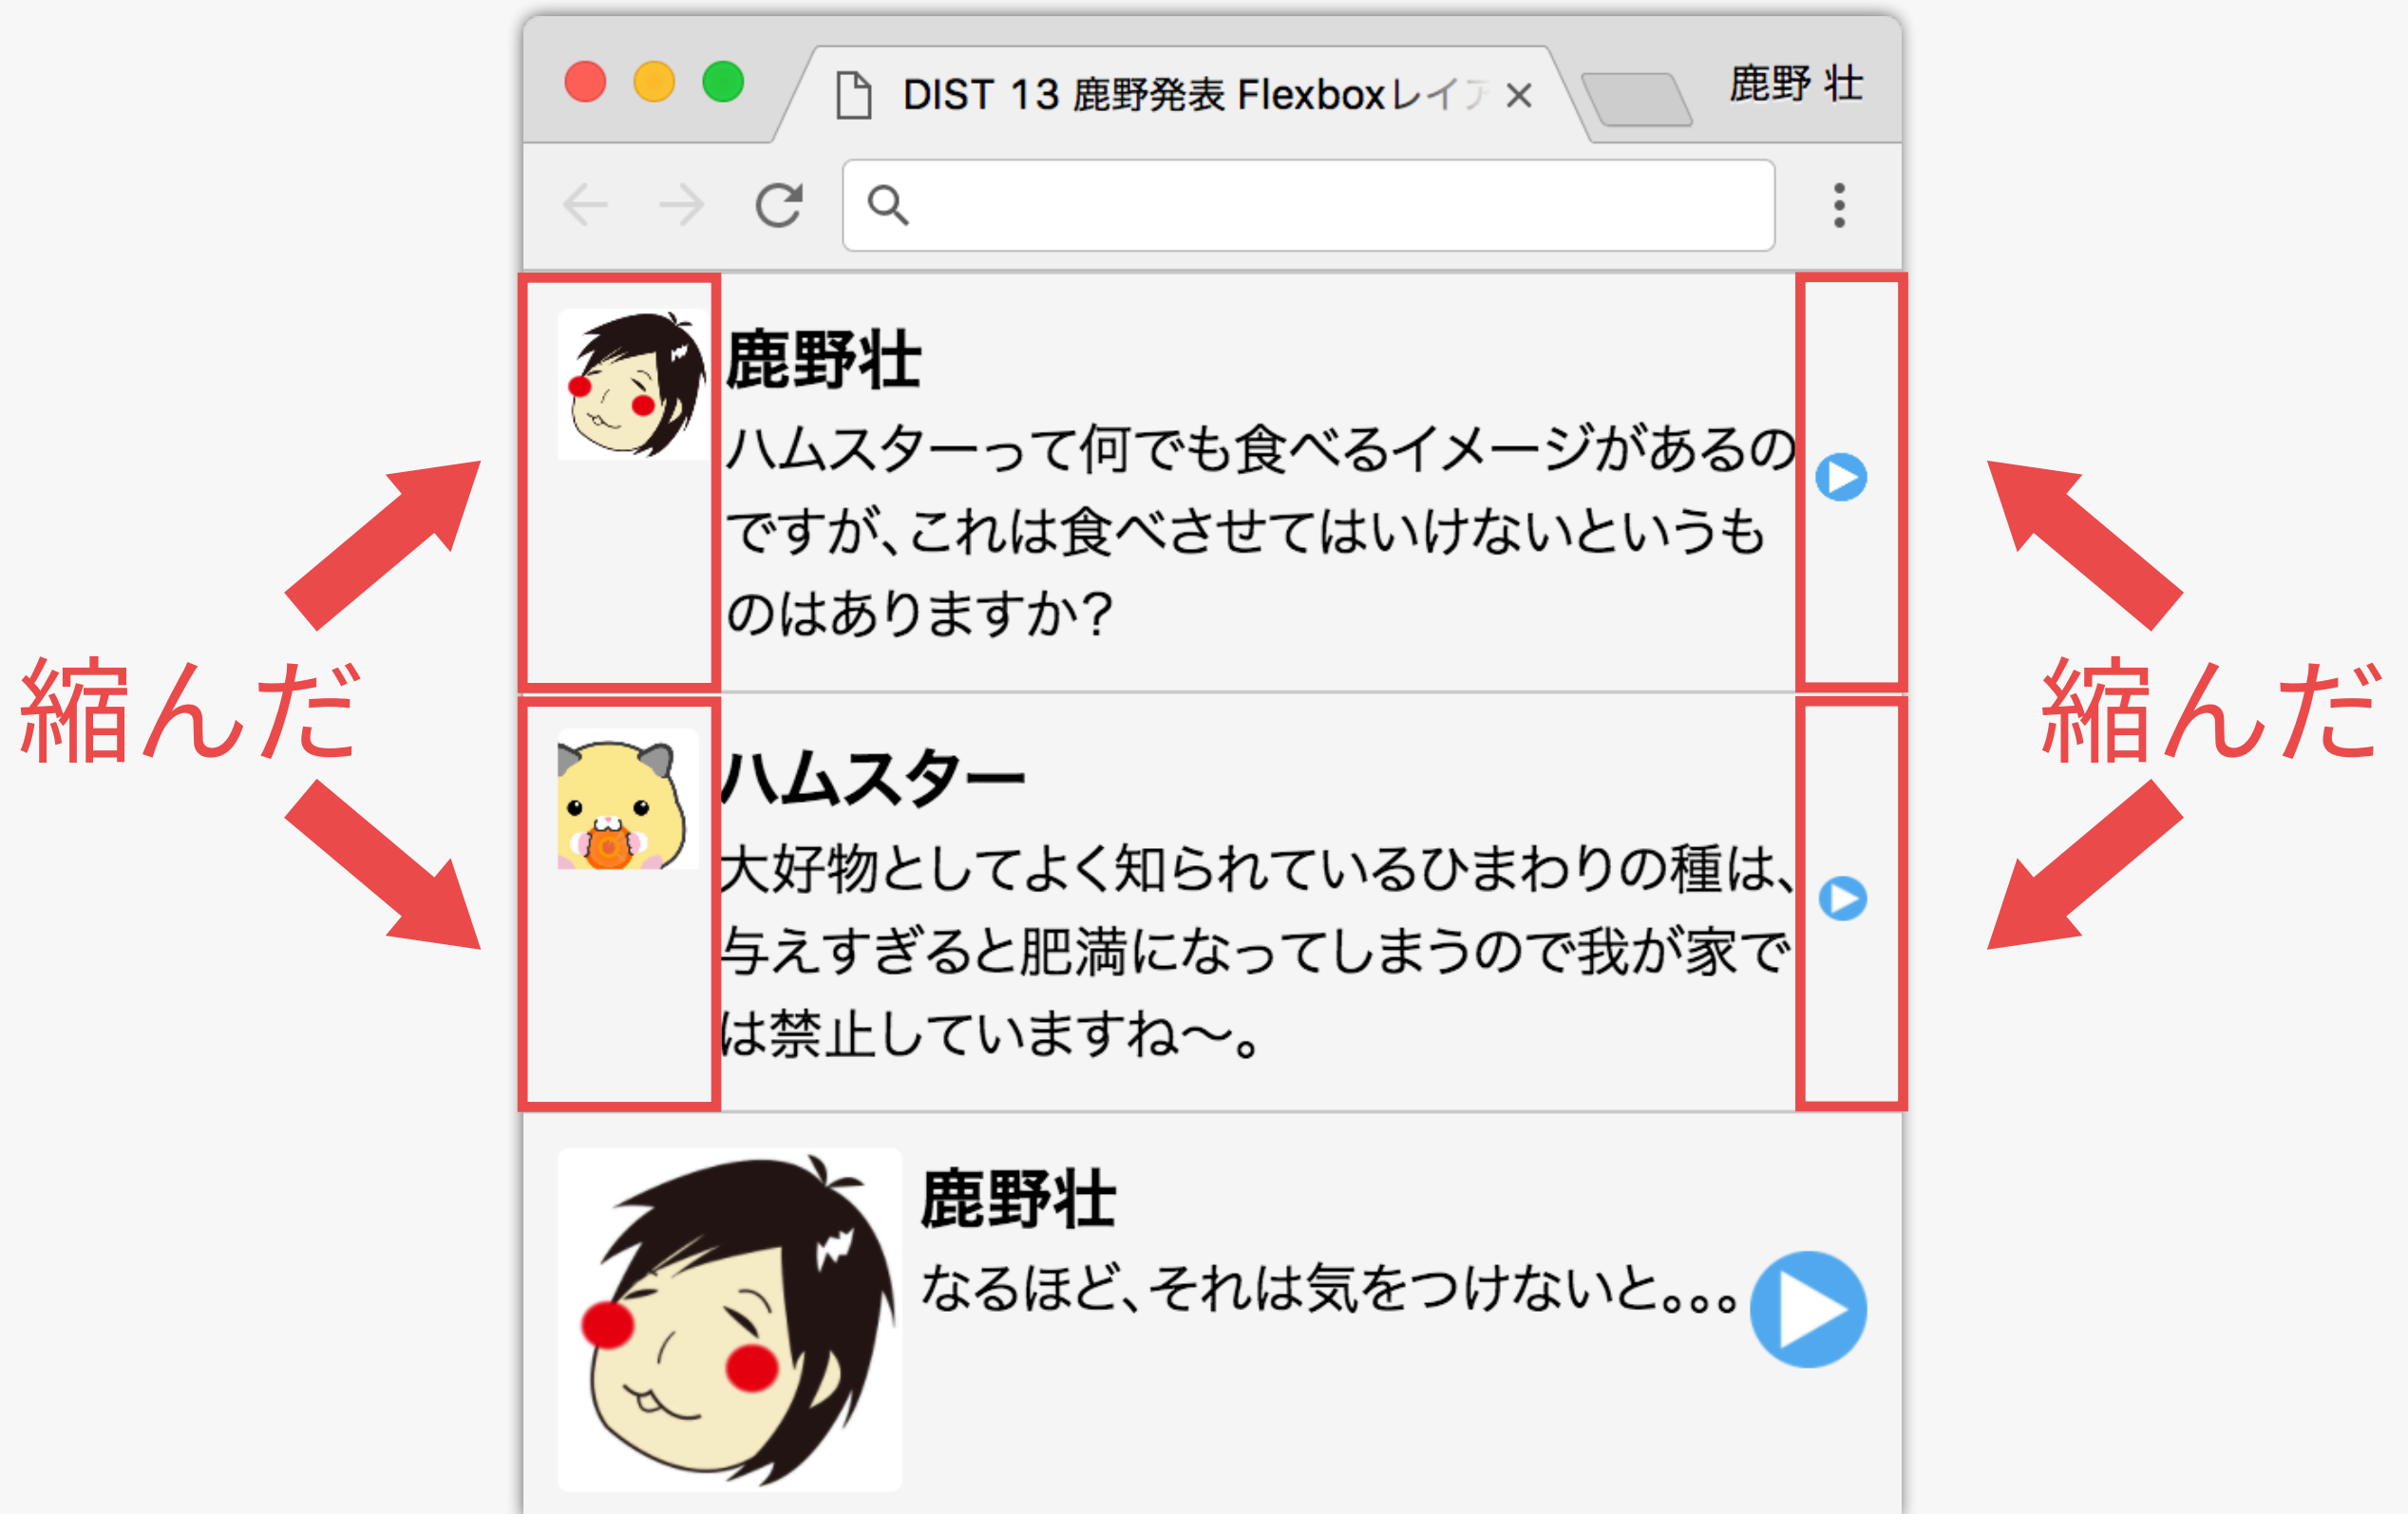 DIST 13 鹿野発表 Flexboxレイア
鹿野 壮
鹿野壮
ハムスターって何でも食べるイメージがあるの
ですが、これは食べさせてはいけないというも
のはありますか？
縮んだ
縮んだ
ハムスター
大好物としてよく知られているひまわりの種は、
与えすぎると肥満になってしまうので我が家で
は禁止していますね〜。
鹿野壮
なるほど、それは気をつけないと。。。